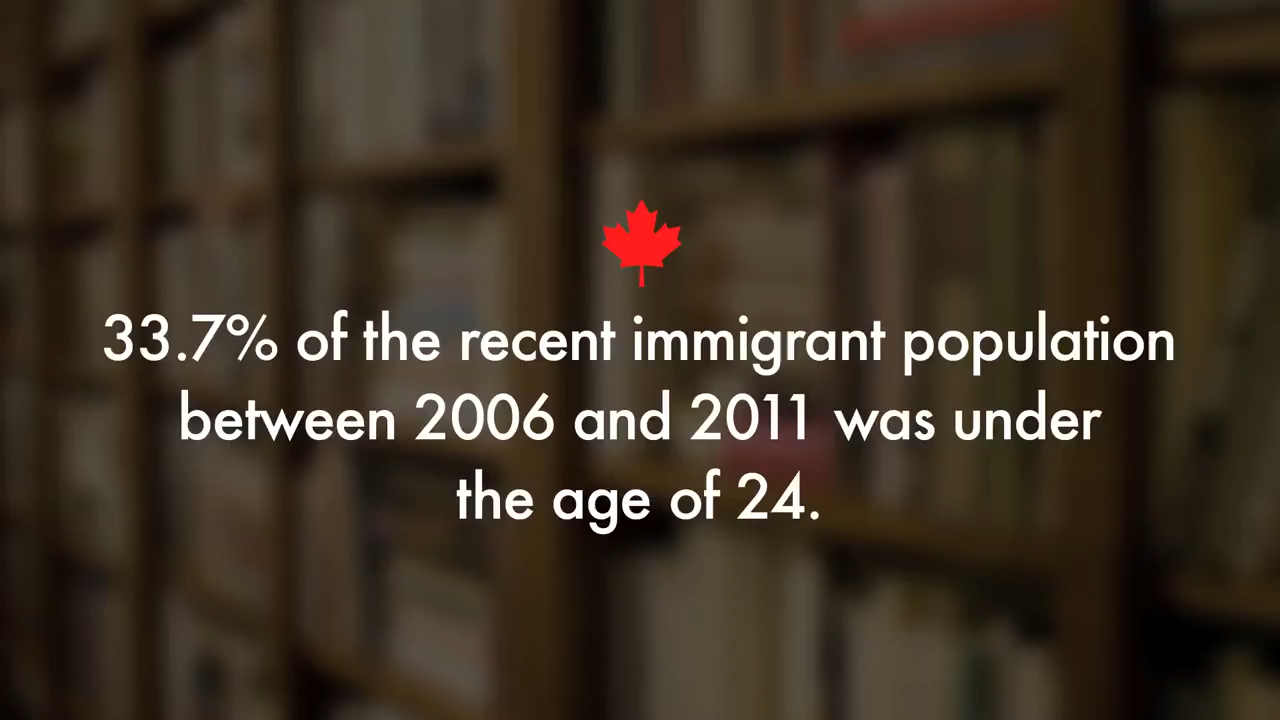 33.7% of the recent immigrant population
between 2006 and 2011 was under
the age of 24.